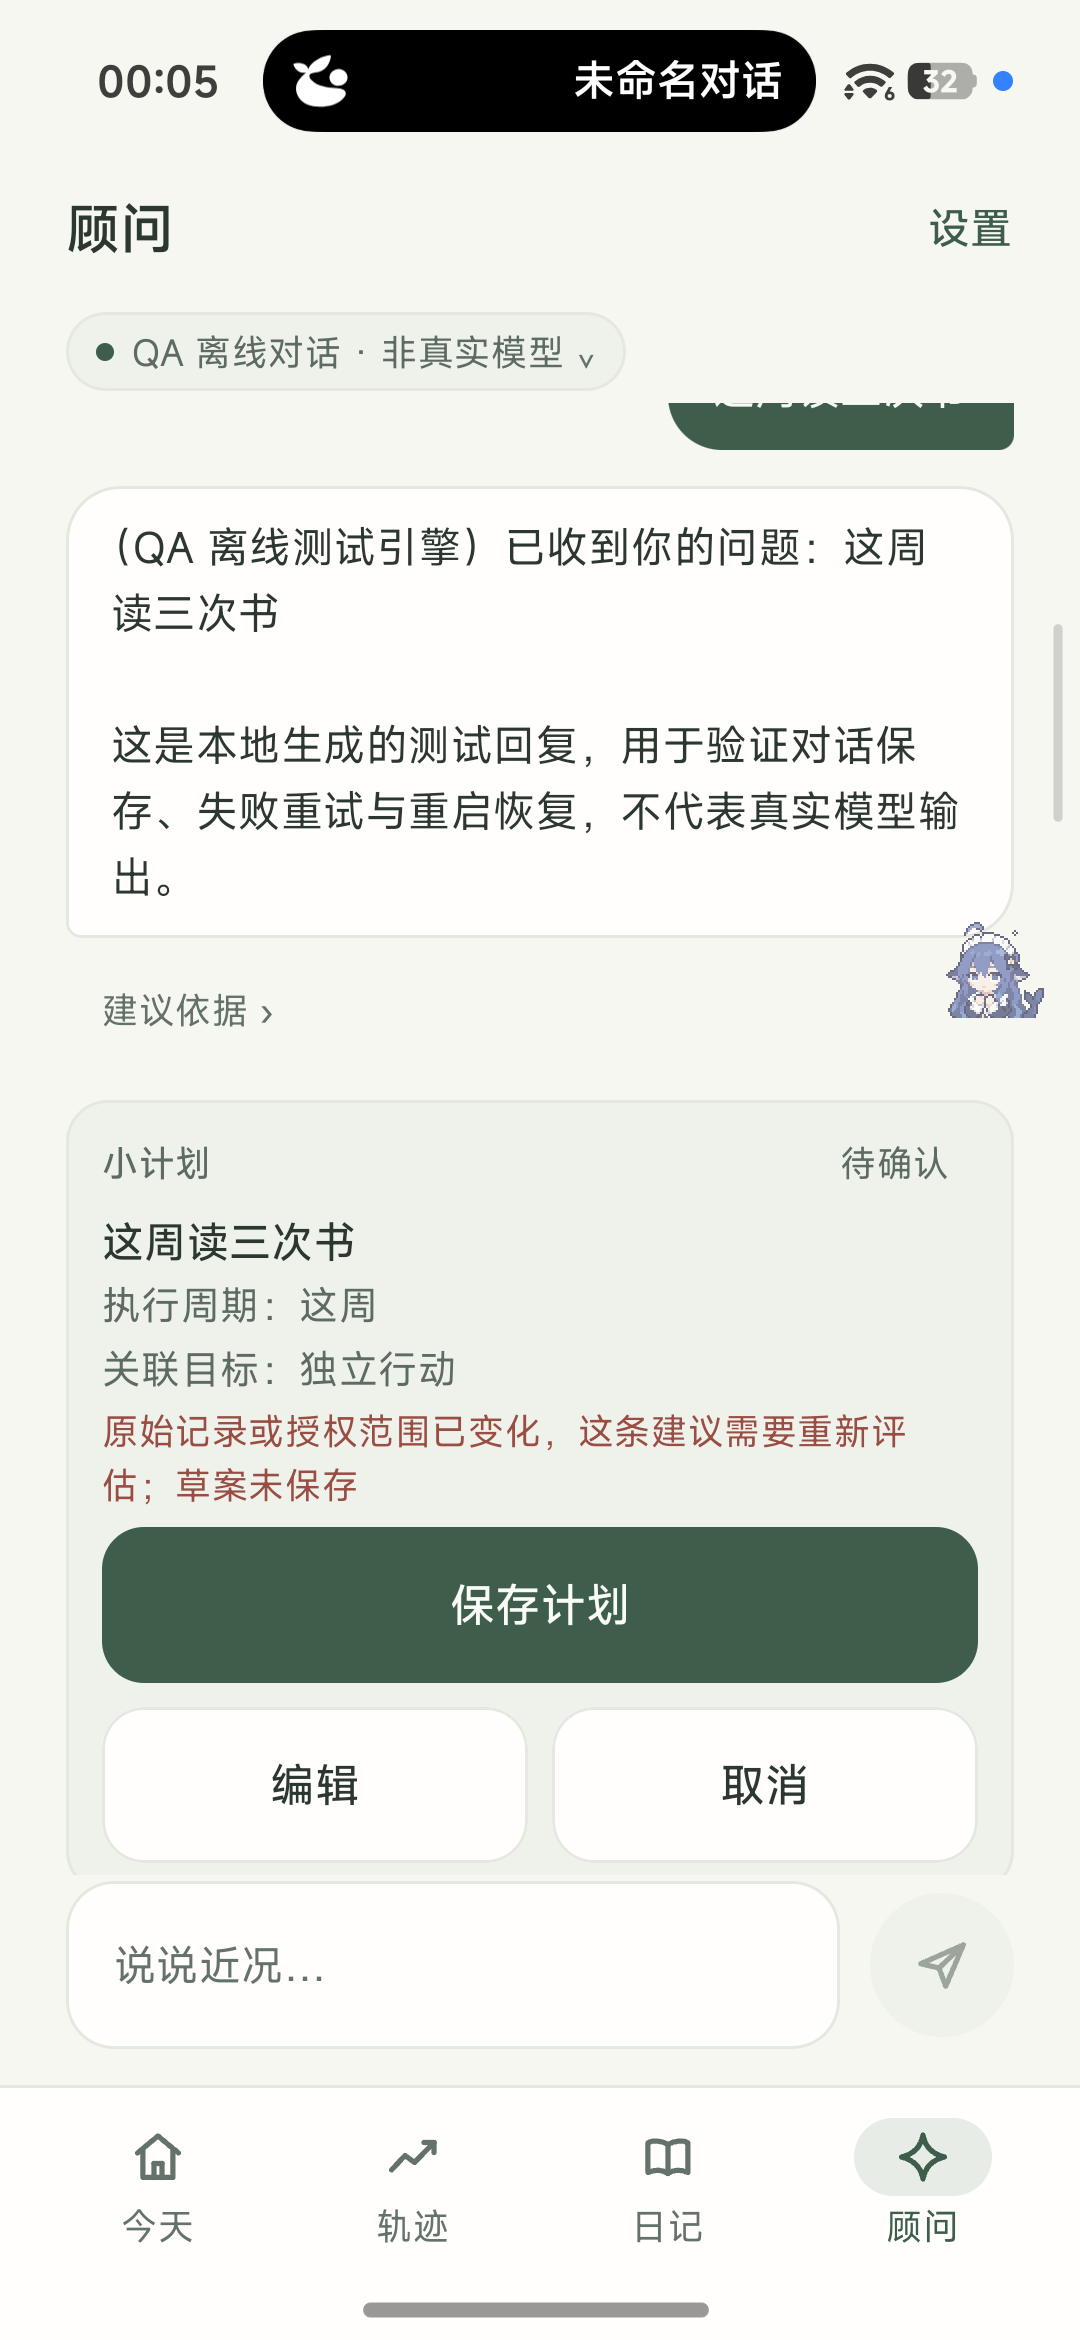 00:05
未命名对话
6
32
顾问
设置
QA 离线对话 · 非真实模型
(QA 离线测试引擎) 已收到你的问题：这周
读三次书
这是本地生成的测试回复，用于验证对话保
存、失败重试与重启恢复，不代表真实模型输
出。
建议依据 ›
小计划
待确认
这周读三次书
执行周期：这周
关联目标：独立行动
原始记录或授权范围已变化，这条建议需要重新评
估；草案未保存
保存计划
编辑
取消
说说近况...
今天
轨迹
日记
顾问